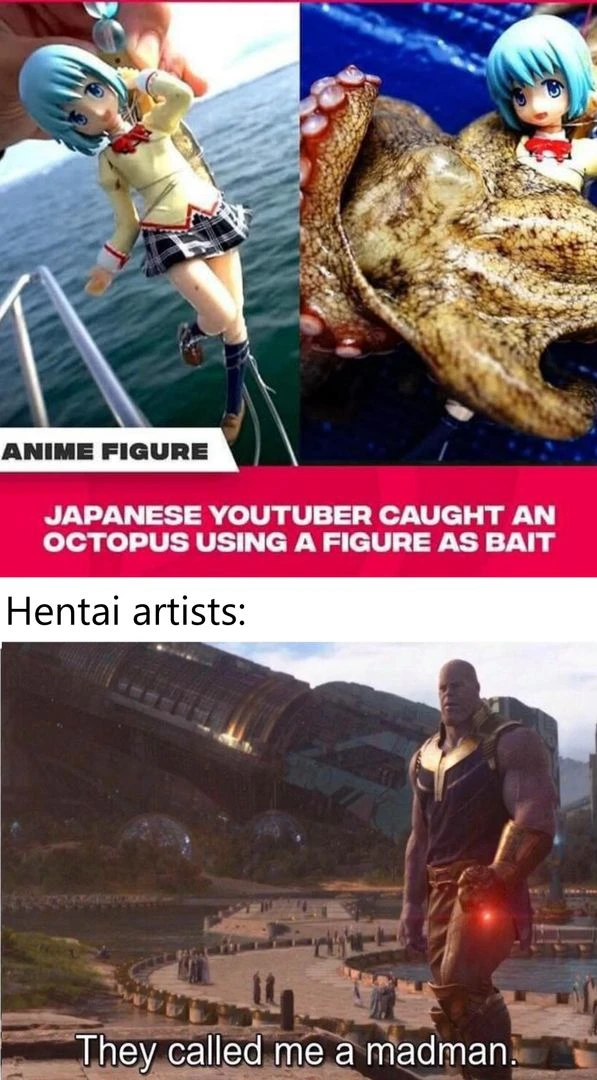 ANIME FIGURE
JAPANESE YOUTUBER CAUGHT AN
OCTOPUS USING A FIGURE AS BAIT
Hentai artists:
They called me a madman.